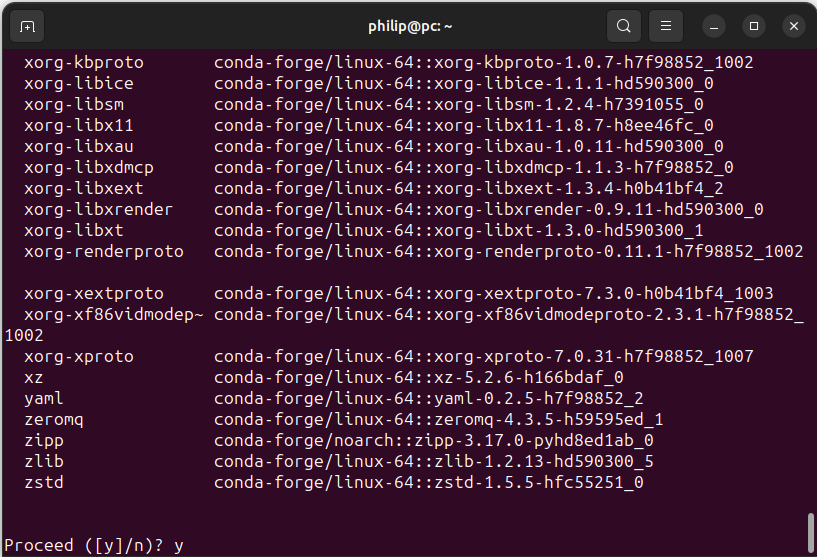 philip@pc: ~
xorg-kbproto conda-forge/linux-64::xorg-kbproto-1.0.7-h7f98852_1002
xorg-libice conda-forge/linux-64::xorg-libice-1.1.1-hd590300_0
xorg-libsm conda-forge/linux-64::xorg-libsm-1.2.4-h7391055_0
xorg-libx11 conda-forge/linux-64::xorg-libx11-1.8.7-h8ee46fc_0
xorg-libxau conda-forge/linux-64::xorg-libxau-1.0.11-hd590300_0
xorg-libxdmcp conda-forge/linux-64::xorg-libxdmcp-1.1.3-h7f98852_0
xorg-libxext conda-forge/linux-64::xorg-libxext-1.3.4-h0b41bf4_2
xorg-libxrender conda-forge/linux-64::xorg-libxrender-0.9.11-hd590300_0
xorg-libxt conda-forge/linux-64::xorg-libxt-1.3.0-hd590300_1
xorg-renderproto conda-forge/linux-64::xorg-renderproto-0.11.1-h7f98852_1002
xorg-xextproto conda-forge/linux-64::xorg-xextproto-7.3.0-h0b41bf4_1003
xorg-xf86vidmodep~ conda-forge/linux-64::xorg-xf86vidmodeproto-2.3.1-h7f98852_
1002
xorg-xproto conda-forge/linux-64::xorg-xproto-7.0.31-h7f98852_1007
xz conda-forge/linux-64::xz-5.2.6-h166bdaf_0
yaml conda-forge/linux-64::yaml-0.2.5-h7f98852_2
zeromq conda-forge/linux-64::zeromq-4.3.5-h59595ed_1
zipp conda-forge/noarch::zipp-3.17.0-pyhd8ed1ab_0
zlib conda-forge/linux-64::zlib-1.2.13-hd590300_5
zstd conda-forge/linux-64::zstd-1.5.5-hfc55251_0
Proceed ([y]/n)? y